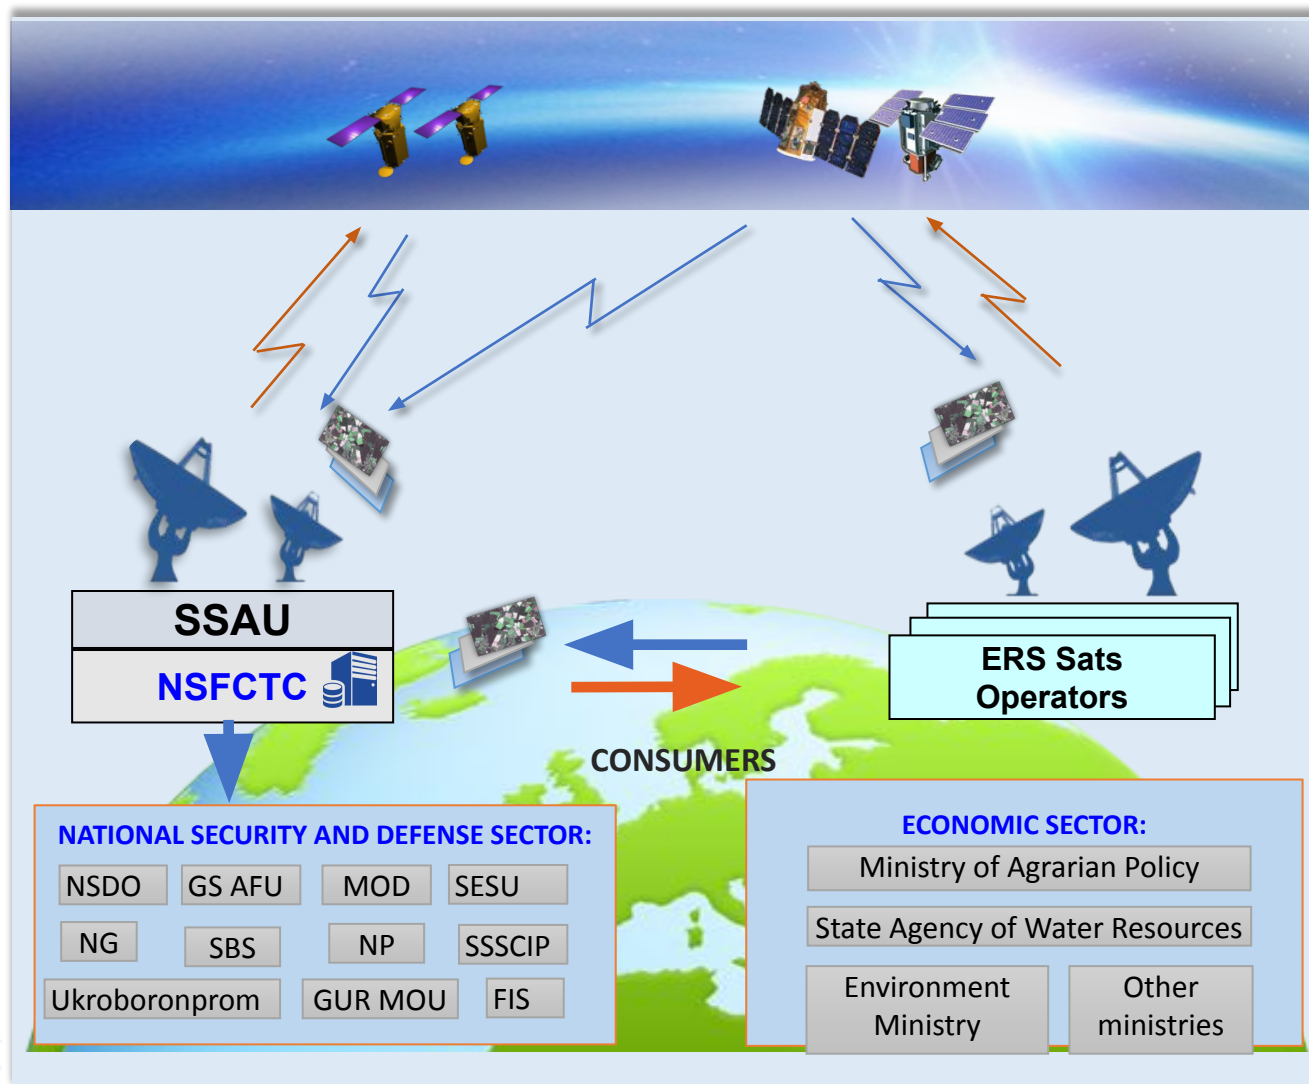 SSAU
NSFCTC
ERS Sats
Operators
CONSUMERS
NATIONAL SECURITY AND DEFENSE SECTOR:
NSDO
GS AFU
MOD
SESU
NG
SBS
NP
SSSCIP
Ukroboronprom
GUR MOU
FIS
ECONOMIC SECTOR:
Ministry of Agrarian Policy
State Agency of Water Resources
Environment
Ministry
Other
ministries